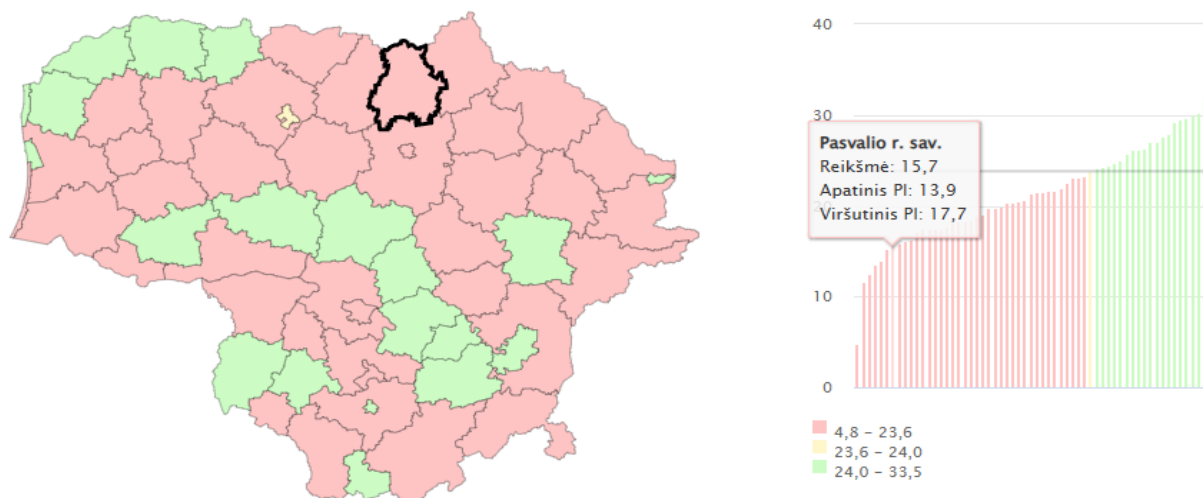 40
30
Pasvalio r. sav.
Reikšmė: 15,7
Apatinis PI: 13,9
Viršutinis PI: 17,7
20
10
0
4,8 – 23,6
23,6 – 24,0
24,0 – 33,5